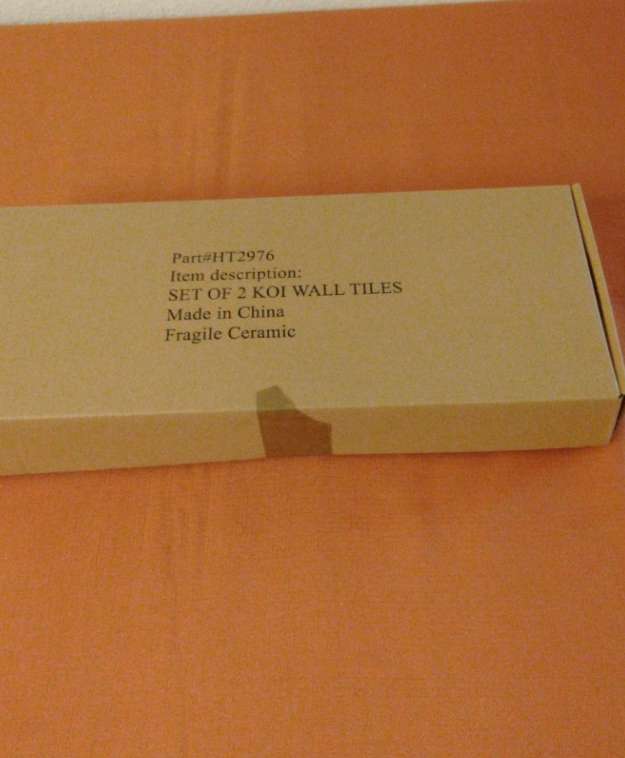 Part#HT2976
Item description:
SET OF 2 KOI WALL TILES
Made in China
Fragile Ceramic